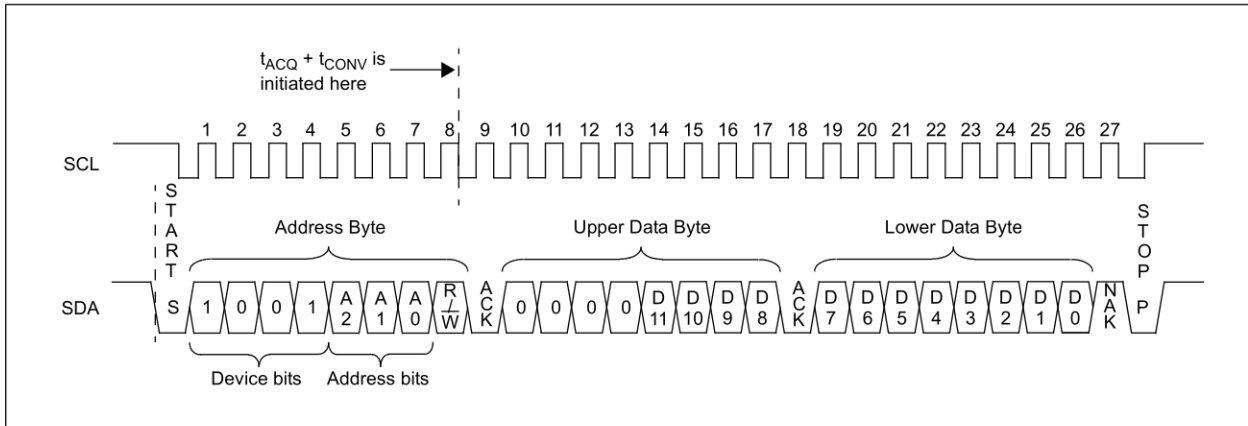 tACQ + tCONV is
initiated here
1 2 3 4 5 6 7 8 9 10 11 12 13 14 15 16 17 18 19 20 21 22 23 24 25 26 27
SCL
START
Address Byte
Upper Data Byte
Lower Data Byte
STOP
SDA
S 1 0 0 1 A2 A1 A0 R/W ACK 0 0 0 0 D11 D10 D9 D8 ACK D7 D6 D5 D4 D3 D2 D1 D0 NAK P
Device bits
Address bits